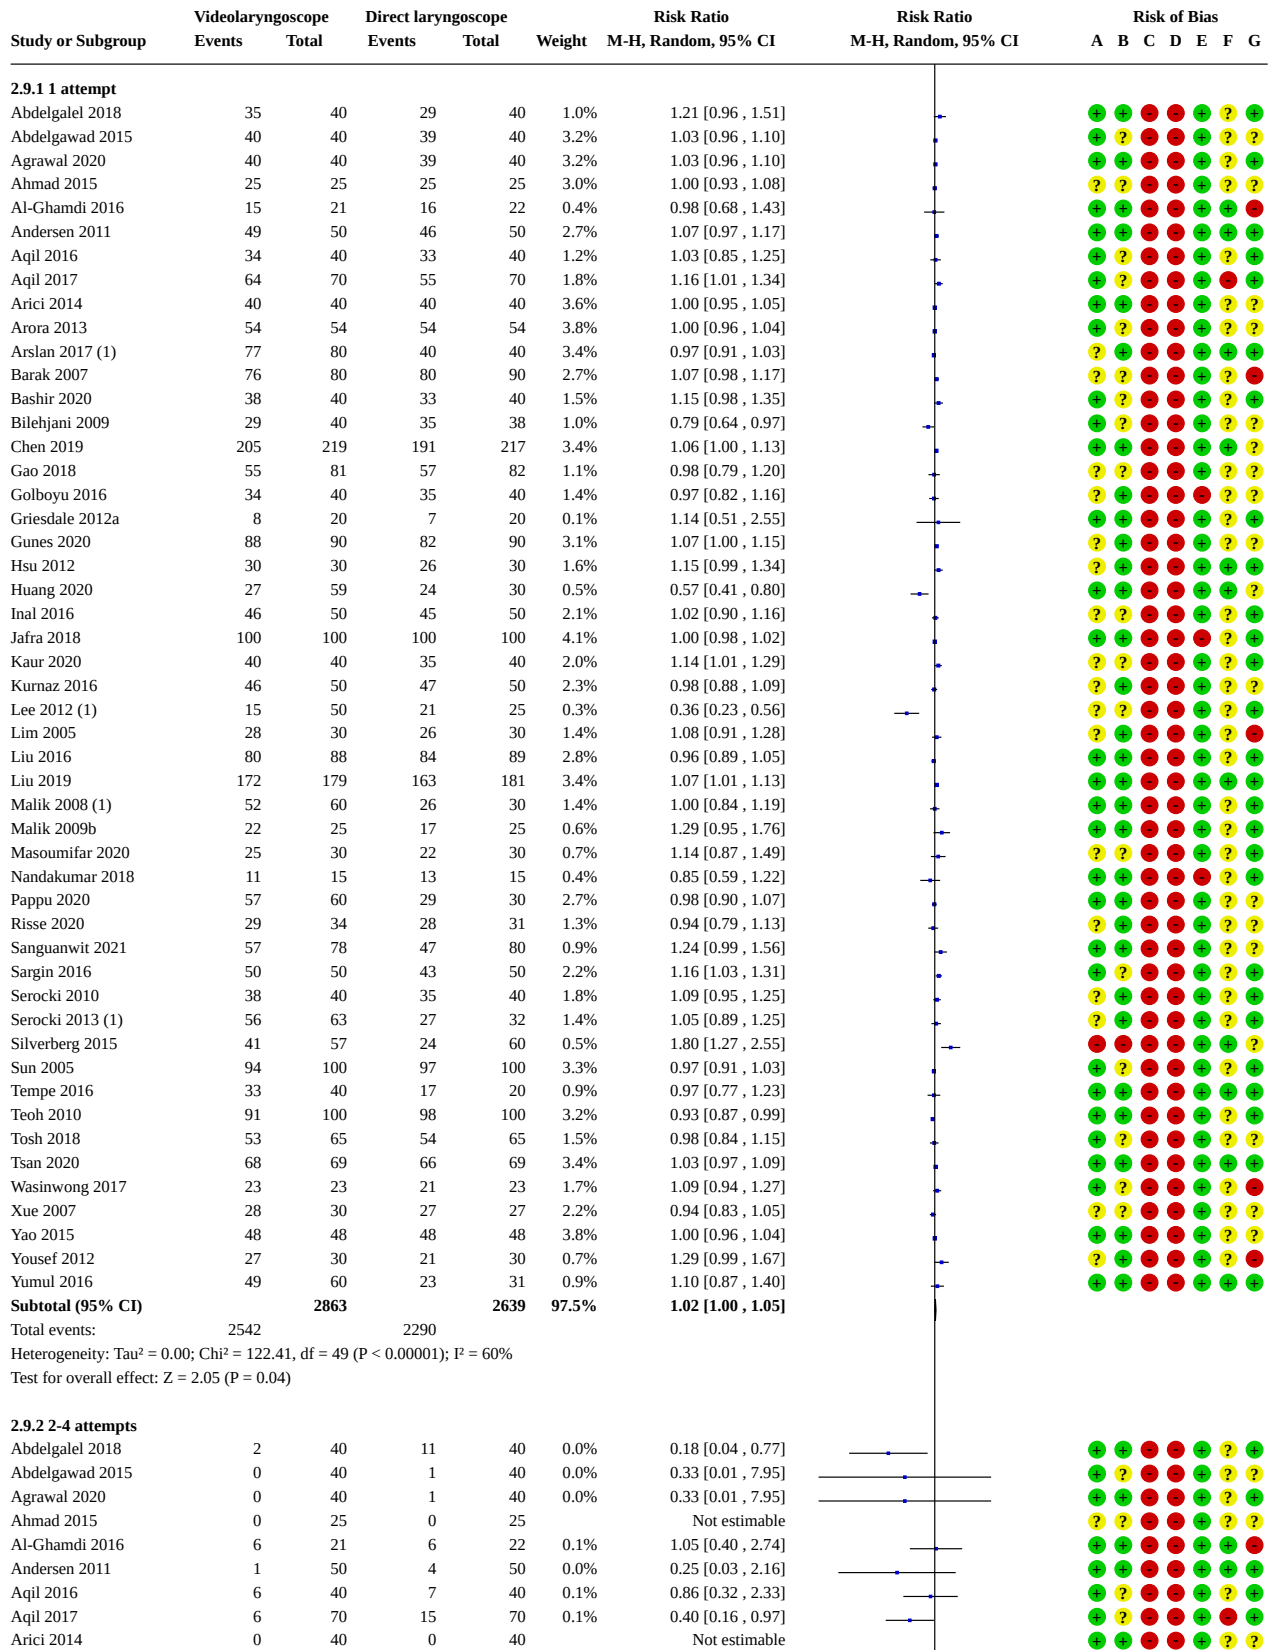 Videolaryngoscope Direct laryngoscope Risk Ratio Risk Ratio Risk of Bias
Study or Subgroup Events Total Events Total Weight M-H, Random, 95% CI M-H, Random, 95% CI A B C D E F G
2.9.1 1 attempt
Abdelgalel 2018 35 40 29 40 1.0% 1.21 [0.96 , 1.51] + + - - + ? +
Abdelgawad 2015 40 40 39 40 3.2% 1.03 [0.96 , 1.10] + ? - - + ? ?
Agrawal 2020 40 40 39 40 3.2% 1.03 [0.96 , 1.10] + + - - + ? +
Ahmad 2015 25 25 25 25 3.0% 1.00 [0.93 , 1.08] ? ? - - + ? ?
Al-Ghamdi 2016 15 21 16 22 0.4% 0.98 [0.68 , 1.43] + + - - + + -
Andersen 2011 49 50 46 50 2.7% 1.07 [0.97 , 1.17] + + - - + + +
Aqil 2016 34 40 33 40 1.2% 1.03 [0.85 , 1.25] + ? - - + ? +
Aqil 2017 64 70 55 70 1.8% 1.16 [1.01 , 1.34] + ? - - + - +
Arici 2014 40 40 40 40 3.6% 1.00 [0.95 , 1.05] + + - - + ? ?
Arora 2013 54 54 54 54 3.8% 1.00 [0.96 , 1.04] + ? - - + ? ?
Arslan 2017 (1) 77 80 40 40 3.4% 0.97 [0.91 , 1.03] ? + - - + + +
Barak 2007 76 80 80 90 2.7% 1.07 [0.98 , 1.17] ? ? - - + ? -
Bashir 2020 38 40 33 40 1.5% 1.15 [0.98 , 1.35] + ? - - + ? +
Bilehjani 2009 29 40 35 38 1.0% 0.79 [0.64 , 0.97] + ? - - + ? ?
Chen 2019 205 219 191 217 3.4% 1.06 [1.00 , 1.13] + + - - + + ?
Gao 2018 55 81 57 82 1.1% 0.98 [0.79 , 1.20] ? ? - - + ? ?
Golboyu 2016 34 40 35 40 1.4% 0.97 [0.82 , 1.16] ? + - - - ? ?
Griesdale 2012a 8 20 7 20 0.1% 1.14 [0.51 , 2.55] + + - - + ? +
Gunes 2020 88 90 82 90 3.1% 1.07 [1.00 , 1.15] ? + - - + ? ?
Hsu 2012 30 30 26 30 1.6% 1.15 [0.99 , 1.34] ? + - - + + +
Huang 2020 27 59 24 30 0.5% 0.57 [0.41 , 0.80] + + - - + + ?
Inal 2016 46 50 45 50 2.1% 1.02 [0.90 , 1.16] ? ? - - + ? +
Jafra 2018 100 100 100 100 4.1% 1.00 [0.98 , 1.02] + + - - - ? +
Kaur 2020 40 40 35 40 2.0% 1.14 [1.01 , 1.29] ? ? - - + ? +
Kurnaz 2016 46 50 47 50 2.3% 0.98 [0.88 , 1.09] ? + - - + ? ?
Lee 2012 (1) 15 50 21 25 0.3% 0.36 [0.23 , 0.56] ? ? - - + ? +
Lim 2005 28 30 26 30 1.4% 1.08 [0.91 , 1.28] ? + - - + ? -
Liu 2016 80 88 84 89 2.8% 0.96 [0.89 , 1.05] + + - - + ? +
Liu 2019 172 179 163 181 3.4% 1.07 [1.01 , 1.13] + + - - + + +
Malik 2008 (1) 52 60 26 30 1.4% 1.00 [0.84 , 1.19] + + - - + ? +
Malik 2009b 22 25 17 25 0.6% 1.29 [0.95 , 1.76] + + - - + ? +
Masoumifar 2020 25 30 22 30 0.7% 1.14 [0.87 , 1.49] ? ? - - + ? +
Nandakumar 2018 11 15 13 15 0.4% 0.85 [0.59 , 1.22] + + - - - ? +
Pappu 2020 57 60 29 30 2.7% 0.98 [0.90 , 1.07] + + - - + ? ?
Risse 2020 29 34 28 31 1.3% 0.94 [0.79 , 1.13] ? + - - + ? ?
Sanguanwit 2021 57 78 47 80 0.9% 1.24 [0.99 , 1.56] + + - - + ? ?
Sargin 2016 50 50 43 50 2.2% 1.16 [1.03 , 1.31] + ? - - + ? +
Serocki 2010 38 40 35 40 1.8% 1.09 [0.95 , 1.25] ? + - - + ? +
Serocki 2013 (1) 56 63 27 32 1.4% 1.05 [0.89 , 1.25] ? + - - + ? +
Silverberg 2015 41 57 24 60 0.5% 1.80 [1.27 , 2.55] - - - - + + ?
Sun 2005 94 100 97 100 3.3% 0.97 [0.91 , 1.03] + ? - - + ? +
Tempe 2016 33 40 17 20 0.9% 0.97 [0.77 , 1.23] + + - - + + +
Teoh 2010 91 100 98 100 3.2% 0.93 [0.87 , 0.99] + + - - + ? +
Tosh 2018 53 65 54 65 1.5% 0.98 [0.84 , 1.15] + ? - - + ? ?
Tsan 2020 68 69 66 69 3.4% 1.03 [0.97 , 1.09] + + - - + + +
Wasinwong 2017 23 23 21 23 1.7% 1.09 [0.94 , 1.27] + ? - - + ? -
Xue 2007 28 30 27 27 2.2% 0.94 [0.83 , 1.05] ? ? - - + ? ?
Yao 2015 48 48 48 48 3.8% 1.00 [0.96 , 1.04] + + - - + ? ?
Yousef 2012 27 30 21 30 0.7% 1.29 [0.99 , 1.67] ? + - - + ? -
Yumul 2016 49 60 23 31 0.9% 1.10 [0.87 , 1.40] + + - - + + +
Subtotal (95% CI) 2863 2639 97.5% 1.02 [1.00 , 1.05]
Total events: 2542 2290
Heterogeneity: Tau² = 0.00; Chi² = 122.41, df = 49 (P < 0.00001); I² = 60%
Test for overall effect: Z = 2.05 (P = 0.04)
2.9.2 2-4 attempts
Abdelgalel 2018 2 40 11 40 0.0% 0.18 [0.04 , 0.77] + + - - + ? +
Abdelgawad 2015 0 40 1 40 0.0% 0.33 [0.01 , 7.95] + ? - - + ? ?
Agrawal 2020 0 40 1 40 0.0% 0.33 [0.01 , 7.95] + + - - + ? +
Ahmad 2015 0 25 0 25 Not estimable ? ? - - + ? ?
Al-Ghamdi 2016 6 21 6 22 0.1% 1.05 [0.40 , 2.74] + + - - + + -
Andersen 2011 1 50 4 50 0.0% 0.25 [0.03 , 2.16] + + - - + + +
Aqil 2016 6 40 7 40 0.1% 0.86 [0.32 , 2.33] + ? - - + ? +
Aqil 2017 6 70 15 70 0.1% 0.40 [0.16 , 0.97] + ? - - + - +
Arici 2014 0 40 0 40 Not estimable + + - - + ? ?